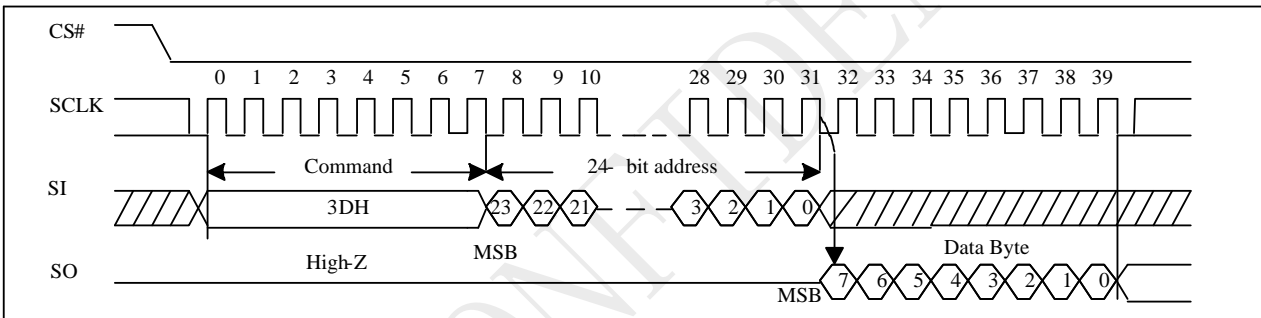 CS#
0 1 2 3 4 5 6 7 8 9 10 28 29 30 31 32 33 34 35 36 37 38 39
SCLK
Command 24- bit address
SI
3DH 23 22 21 3 2 1 0
MSB Data Byte
High-Z
SO
MSB 7 6 5 4 3 2 1 0